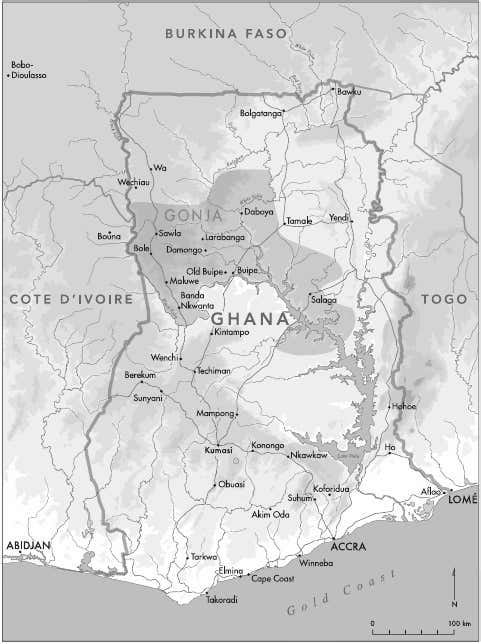 BURKINA FASO
Bobo-
Dioulasso
Bawku
Bolgatanga
Wa
Wechiau
GONJA
Daboya
Sawla
Tamale
Yendi
Bouna
Larabanga
Bole
Damongo
Old Buipe
Buipe
Maluwe
COTE D'IVOIRE
Banda
Nkwanta
Salaga
TOGO
GHANA
Kintampo
Wenchi
Techiman
Berekum
Sunyani
Mampong
Hohoe
Kumasi
Konongo
Nkawkaw
Lake Volta
Ho
Obuasi
Koforidua
Suhum
Aflao
LOMÉ
Akim Oda
ABIDJAN
ACCRA
Tarkwa
Winneba
Elmina
Cape Coast
Takoradi
Gold Coast
N
0 100 km